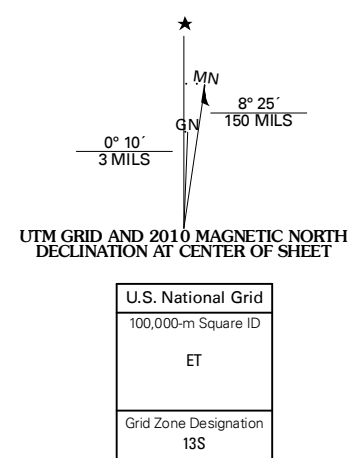 ★
MN
8° 25´
150 MILS
GN
0° 10´
3 MILS
UTM GRID AND 2010 MAGNETIC NORTH
DECLINATION AT CENTER OF SHEET
U.S. National Grid
100,000-m Square ID
ET
Grid Zone Designation
13S